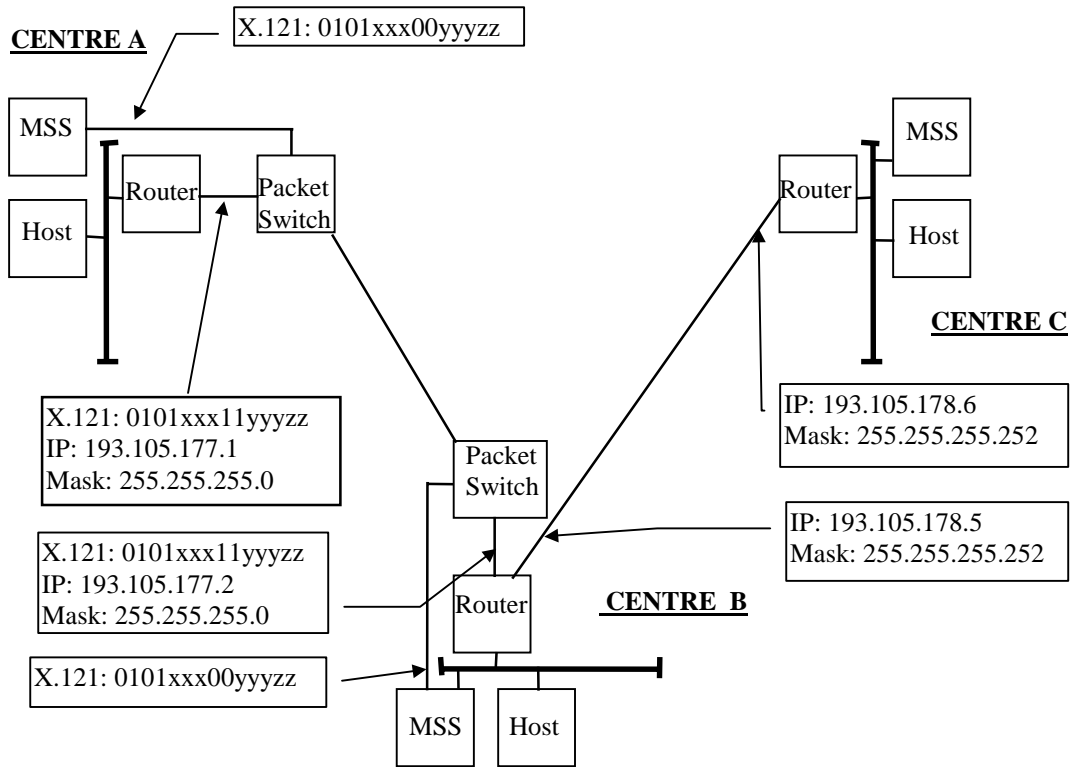 CENTRE A
X.121: 0101xxx00yyyzz
MSS
Router
Packet
Switch
Host
MSS
Router
Host
CENTRE C
X.121: 0101xxx11yyyzz
IP: 193.105.177.1
Mask: 255.255.255.0
IP: 193.105.178.6
Mask: 255.255.255.252
Packet
Switch
X.121: 0101xxx11yyyzz
IP: 193.105.177.2
Mask: 255.255.255.0
IP: 193.105.178.5
Mask: 255.255.255.252
Router
CENTRE B
X.121: 0101xxx00yyyzz
MSS
Host